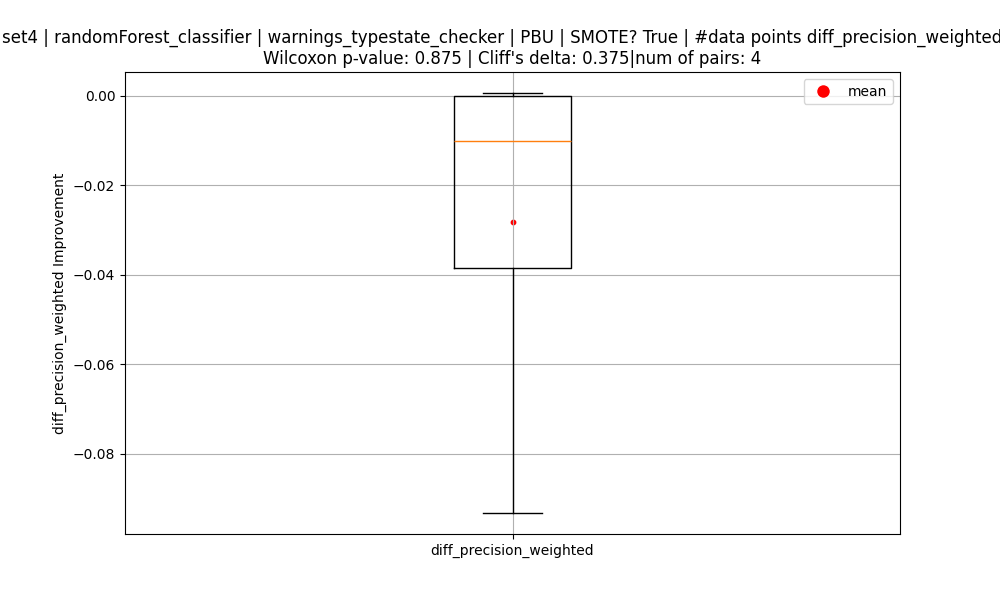 set4 | randomForest_classifier | warnings_typestate_checker | PBU | SMOTE? True | #data points diff_precision_weighted
Wilcoxon p-value: 0.875 | Cliff's delta: 0.375|num of pairs: 4
mean
0.00
−0.02
−0.04
−0.06
−0.08
diff_precision_weighted Improvement
diff_precision_weighted